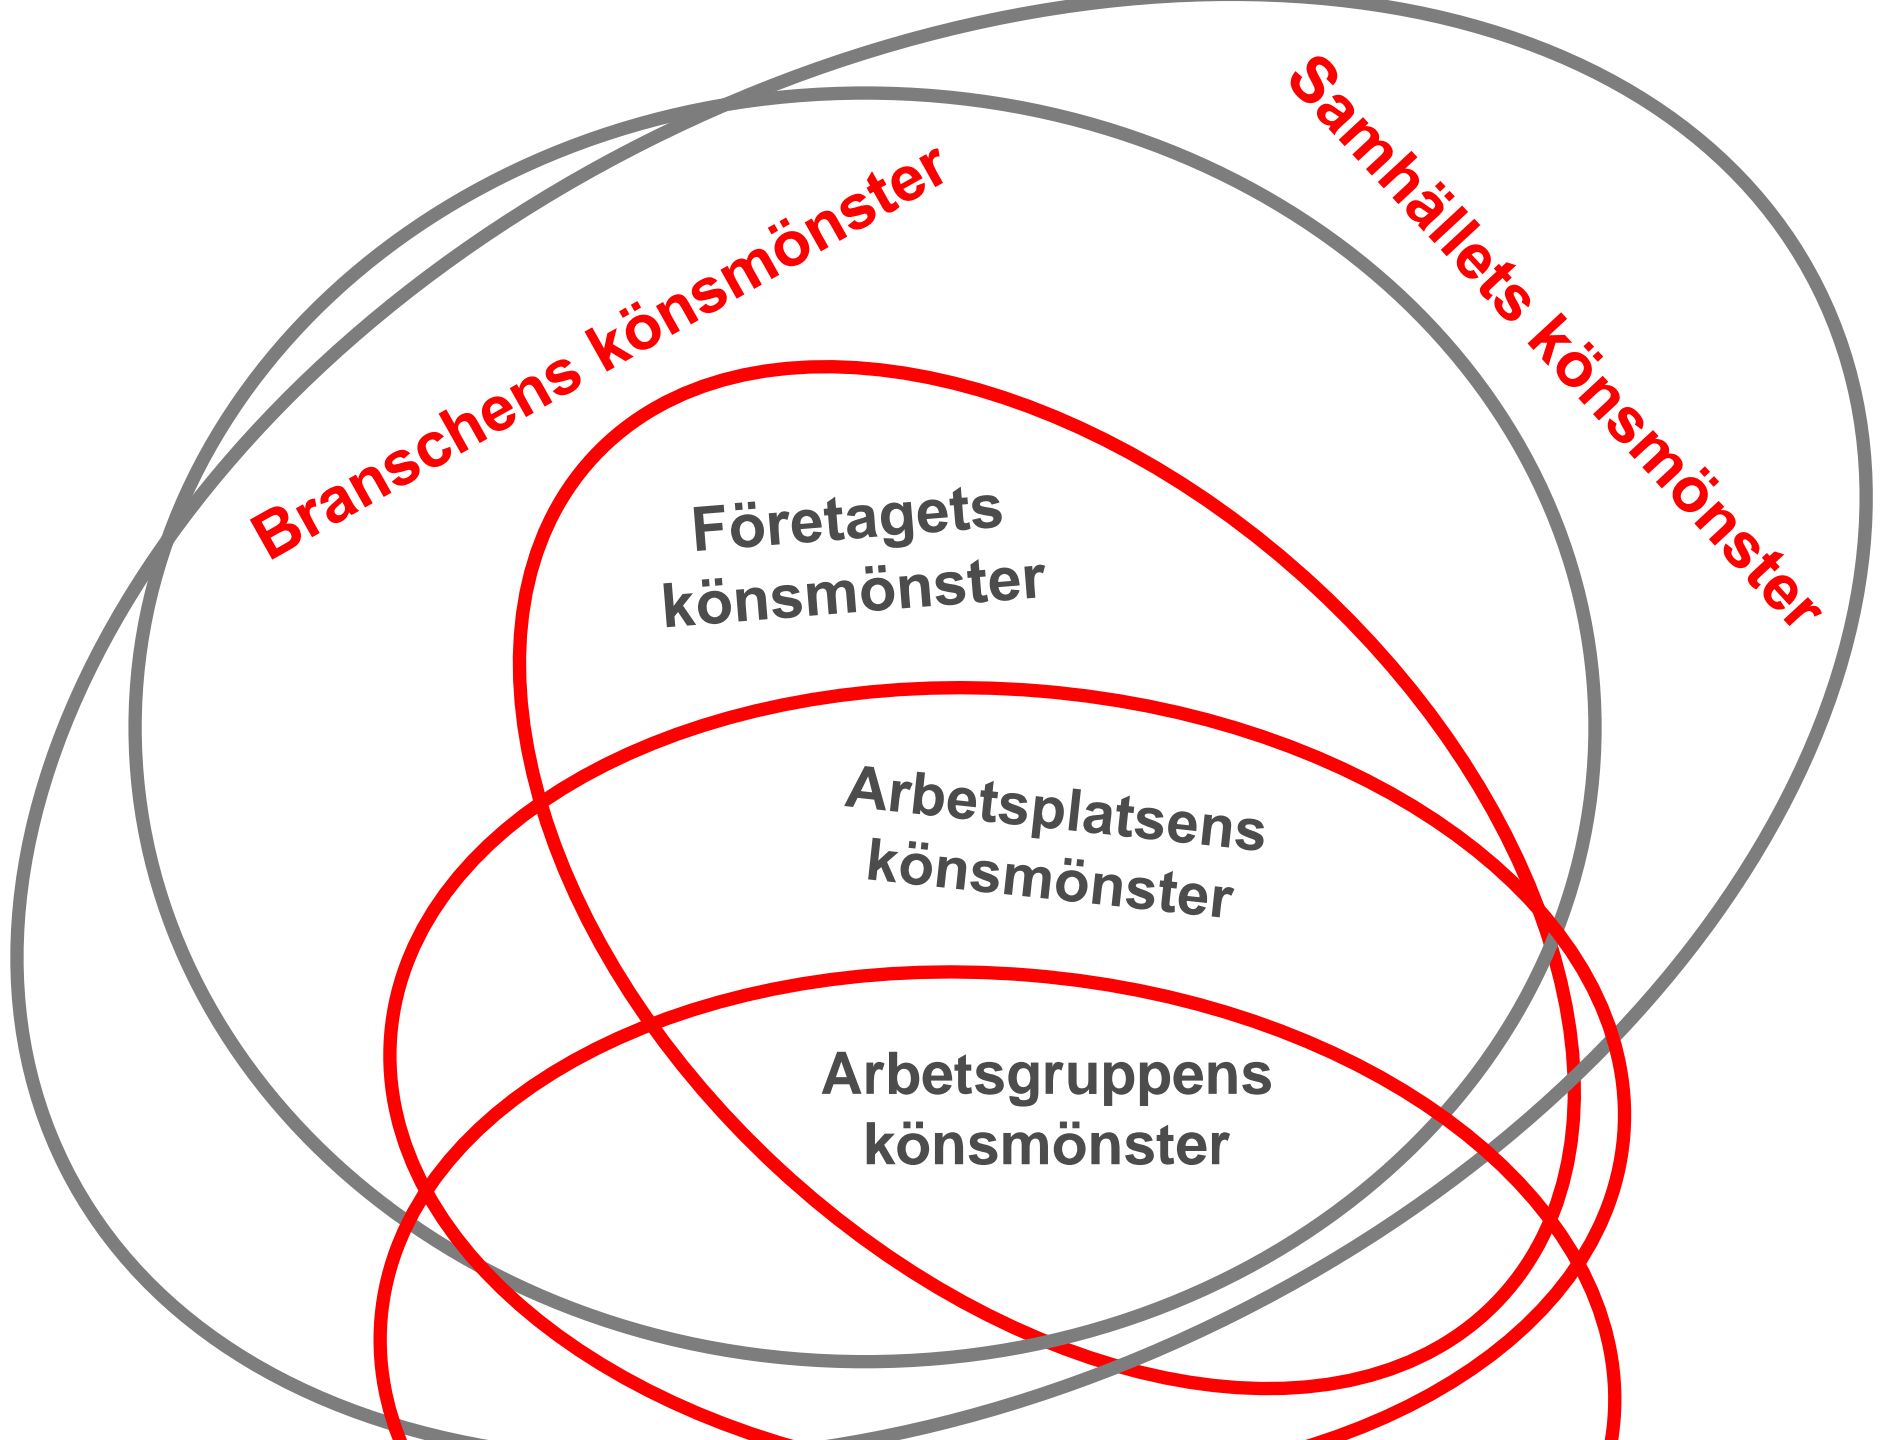 Samhällets könsmönster
Branschens könsmönster
Företagets
könsmönster
Arbetsplatsens
könsmönster
Arbetsgruppens
könsmönster